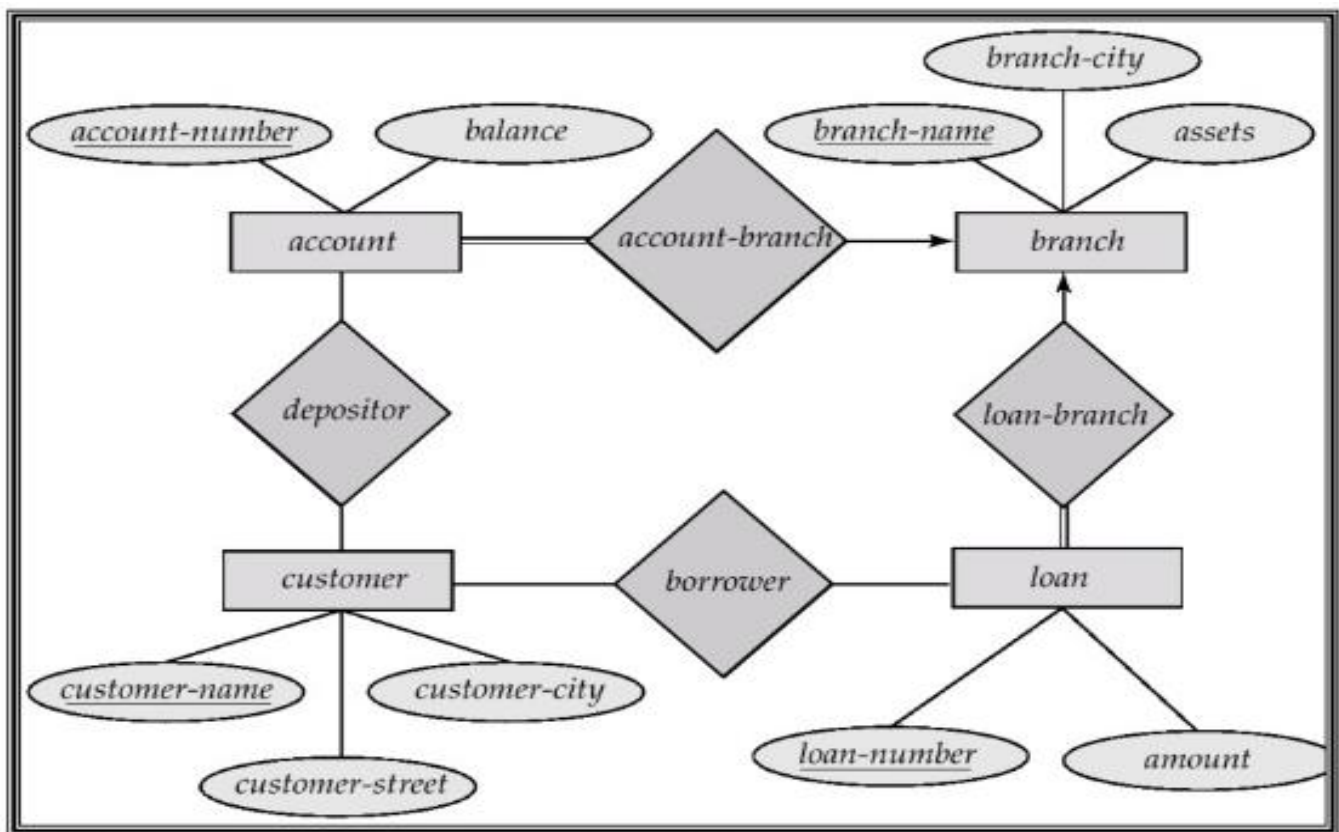 branch-city
account-number
balance
branch-name
assets
account
account-branch
branch
depositor
loan-branch
customer
borrower
loan
customer-name
customer-city
customer-street
loan-number
amount